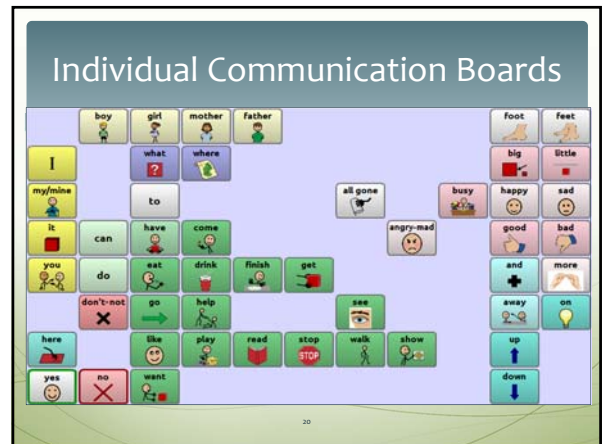 Individual Communication Boards
boy girl mother father foot feet
I what where big little
my/mine to all gone busy happy sad
it can have come angry-mad good bad
you do eat drink finish get and more
don't-not go help see away on
here like play read stop STOP walk show up
yes no want down
20